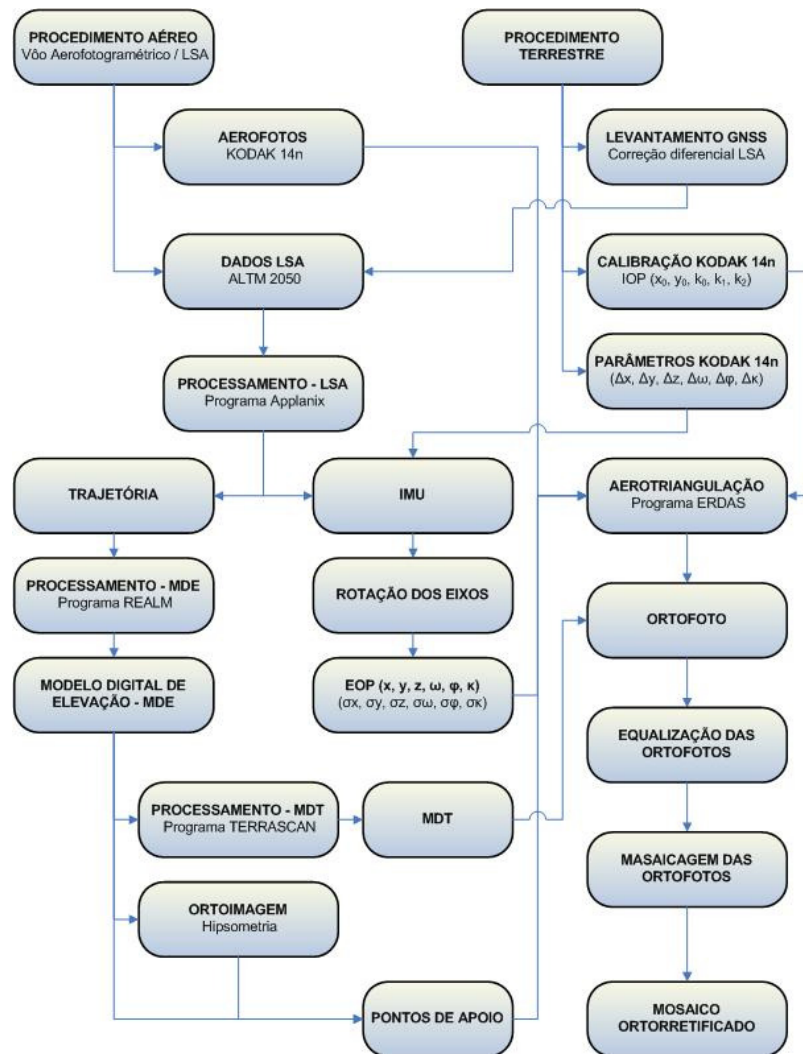 PROCEDIMENTO AÉREO
Vôo Aerofotogramétrico / LSA
PROCEDIMENTO
TERRESTRE
AEROFOTOS
KODAK 14n
LEVANTAMENTO GNSS
Correção diferencial LSA
DADOS LSA
ALTM 2050
CALIBRAÇÃO KODAK 14n
IOP (x₀, y₀, k₀, k₁, k₂)
PROCESSAMENTO - LSA
Programa Applanix
PARÂMETROS KODAK 14n
(Δx, Δy, Δz, Δω, Δφ, Δκ)
TRAJETÓRIA
IMU
AEROTRIANGULAÇÃO
Programa ERDAS
PROCESSAMENTO - MDE
Programa REALM
ROTAÇÃO DOS EIXOS
ORTOFOTO
MODELO DIGITAL DE
ELEVAÇÃO - MDE
EOP (x, y, z, ω, φ, κ)
(σx, σy, σz, σω, σφ, σκ)
EQUALIZAÇÃO DAS
ORTOFOTOS
PROCESSAMENTO - MDT
Programa TERRASCAN
MDT
MASAICAGEM DAS
ORTOFOTOS
ORTOIMAGEM
Hipsometria
PONTOS DE APOIO
MOSAICO
ORTORRETIFICADO